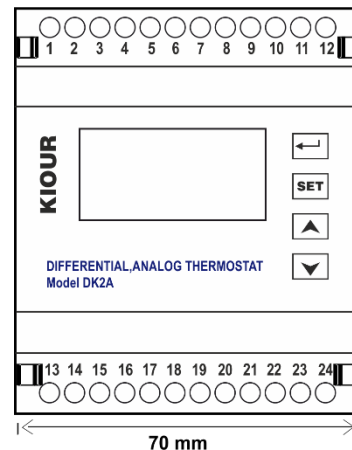 1 2 3 4 5 6 7 8 9 10 11 12
KIOUR
SET
DIFFERENTIAL,ANALOG THERMOSTAT
Model DK2A
13 14 15 16 17 18 19 20 21 22 23 24
70 mm